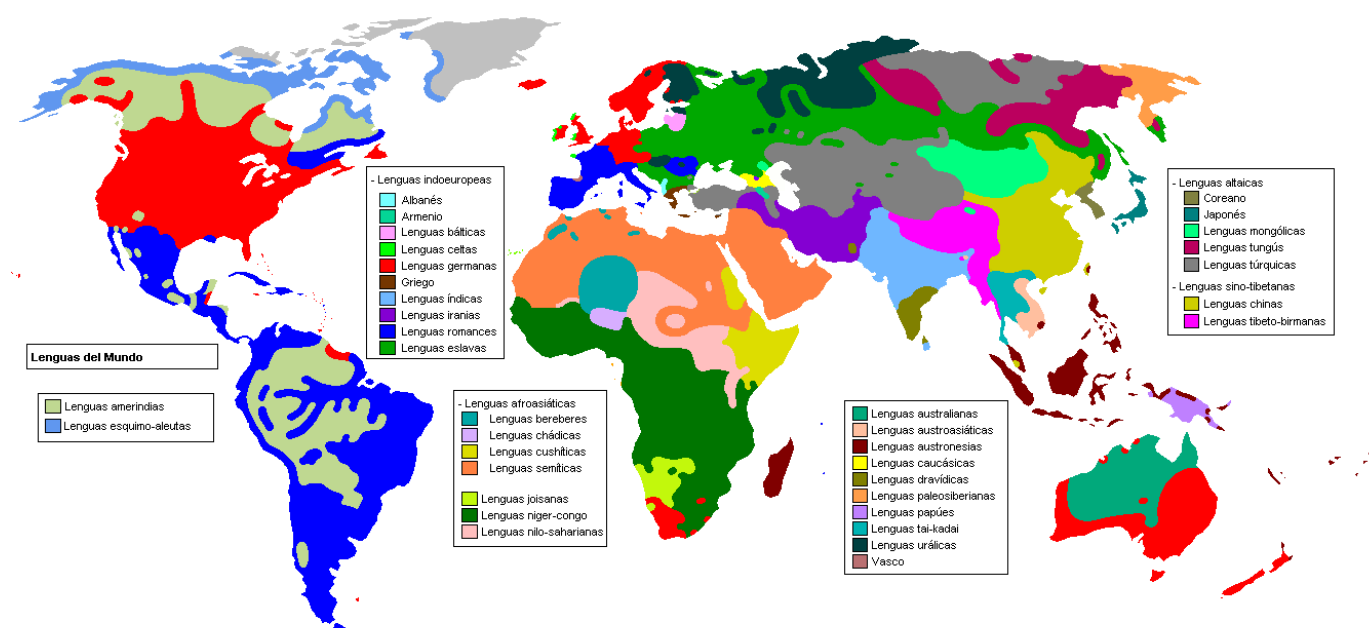 - Lenguas indoeuropeas
Albanés
Armenio
Lenguas bálticas
Lenguas celtas
Lenguas germanas
Griego
Lenguas índicas
Lenguas iranias
Lenguas romances
Lenguas eslavas
Lenguas del Mundo
Lenguas amerindias
Lenguas esquimo-aleutas
- Lenguas afroasiáticas
Lenguas bereberes
Lenguas chádicas
Lenguas cushíticas
Lenguas semíticas
Lenguas joisanas
Lenguas niger-congo
Lenguas nilo-saharianas
Lenguas australianas
Lenguas austroasiáticas
Lenguas austronesias
Lenguas caucásicas
Lenguas dravídicas
Lenguas paleosiberianas
Lenguas papúes
Lenguas tai-kadai
Lenguas urálicas
Vasco
- Lenguas altaicas
Coreano
Japonés
Lenguas mongólicas
Lenguas tungús
Lenguas túrquicas
- Lenguas sino-tibetanas
Lenguas chinas
Lenguas tibeto-birmanas